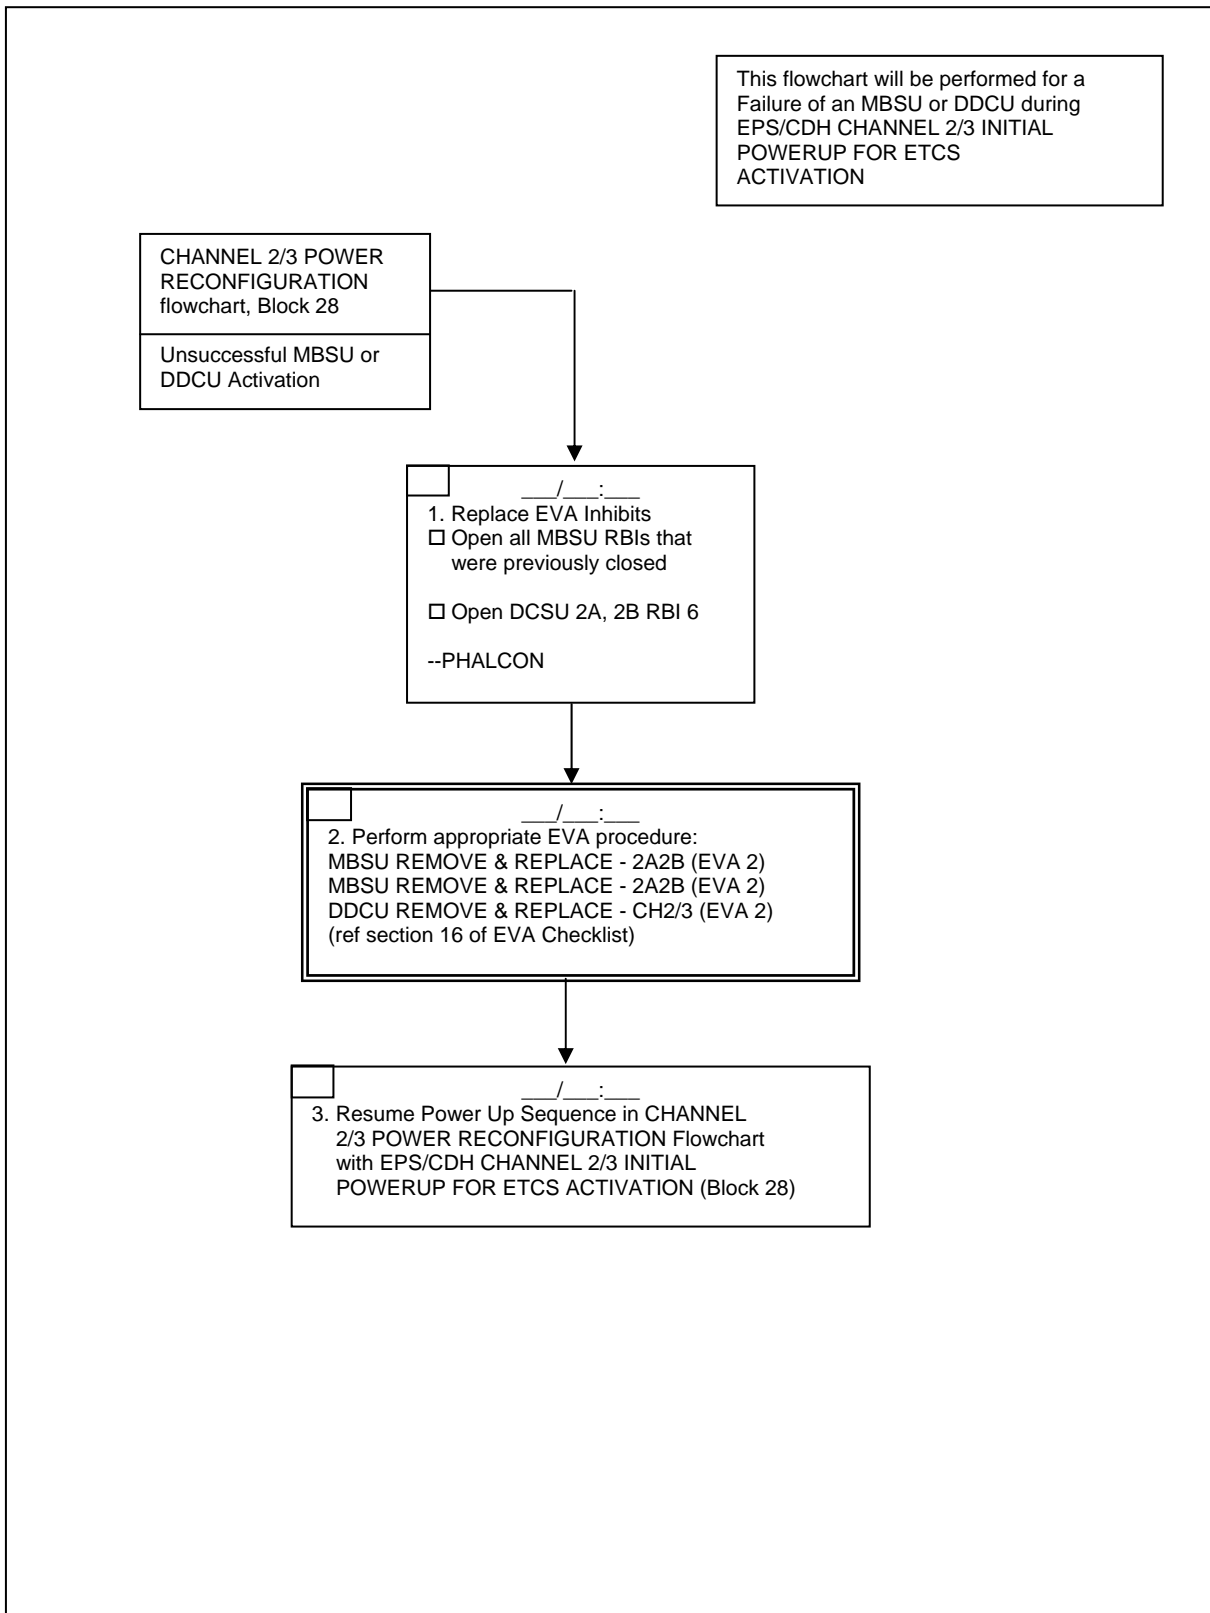 This flowchart will be performed for a
Failure of an MBSU or DDCU during
EPS/CDH CHANNEL 2/3 INITIAL
POWERUP FOR ETCS
ACTIVATION
CHANNEL 2/3 POWER
RECONFIGURATION
flowchart, Block 28
Unsuccessful MBSU or
DDCU Activation
___/___:___
1. Replace EVA Inhibits
☐ Open all MBSU RBIs that
were previously closed
☐ Open DCSU 2A, 2B RBI 6
--PHALCON
___/___:___
2. Perform appropriate EVA procedure:
MBSU REMOVE & REPLACE - 2A2B (EVA 2)
MBSU REMOVE & REPLACE - 2A2B (EVA 2)
DDCU REMOVE & REPLACE - CH2/3 (EVA 2)
(ref section 16 of EVA Checklist)
___/___:___
3. Resume Power Up Sequence in CHANNEL
2/3 POWER RECONFIGURATION Flowchart
with EPS/CDH CHANNEL 2/3 INITIAL
POWERUP FOR ETCS ACTIVATION (Block 28)